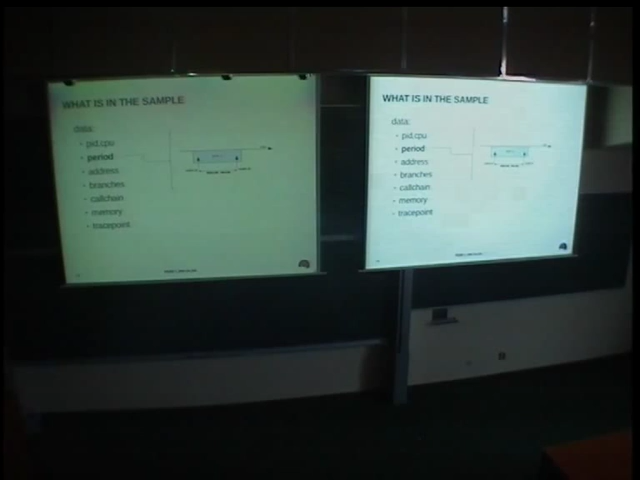 WHAT IS IN THE SAMPLE
data:
• pid,cpu
• period
• address
• branches
• callchain
• memory
• tracepoint
WHAT IS IN THE SAMPLE
data:
• pid,cpu
• period
• address
• branches
• callchain
• memory
• tracepoint